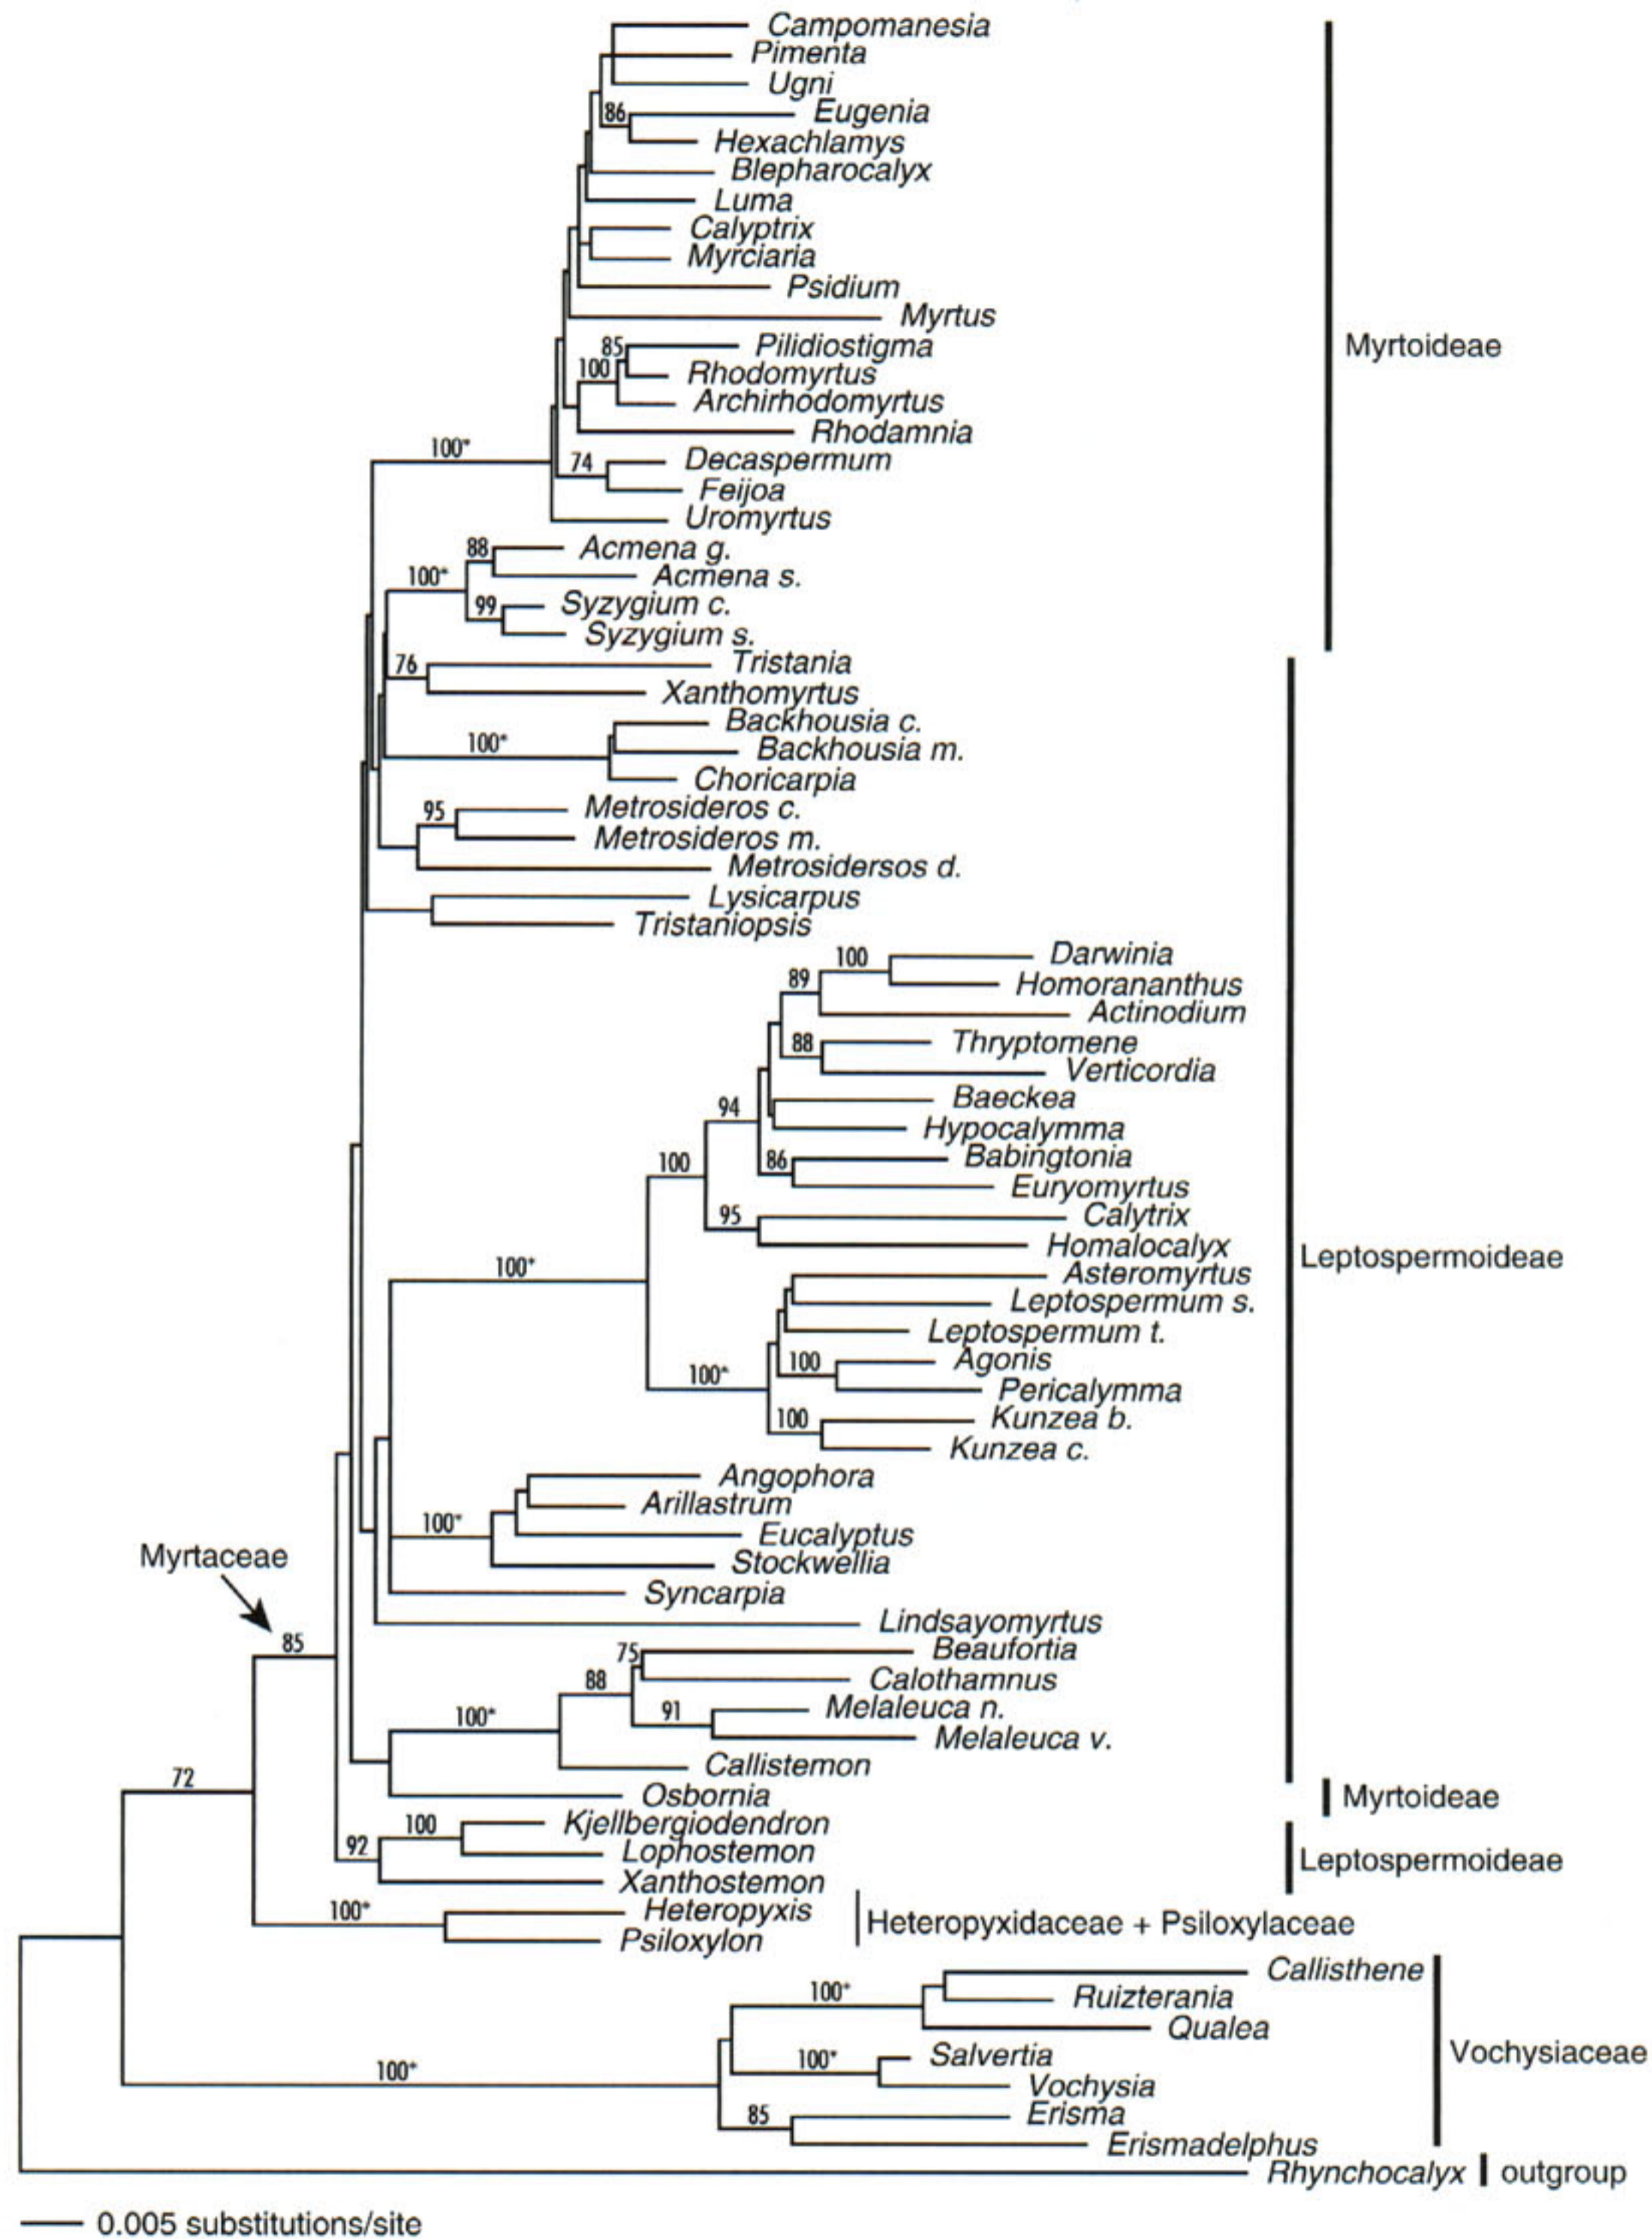 Campomanesia
Pimenta
Ugni
86 Eugenia
Hexachlamys
Blepharocalyx
Luma
Calyptrix
Myrciaria
Psidium
Myrtus
85 Pilidiostigma
Myrtoideae
100 Rhodomyrtus
Archirhodomyrtus
Rhodamnia
100*
74 Decaspermum
Feijoa
Uromyrtus
88 Acmena g.
100* Acmena s.
99 Syzygium c.
Syzygium s.
76 Tristania
Xanthomyrtus
Backhousia c.
100* Backhousia m.
Choricarpia
95 Metrosideros c.
Metrosideros m.
Metrosidersos d.
Lysicarpus
Tristaniopsis
100 Darwinia
89 Homorananthus
Actinodium
88 Thryptomene
Verticordia
94 Baeckea
Hypocalymma
100 86 Babingtonia
Euryomyrtus
95 Calytrix
Homalocalyx
Leptospermoideae
100* Asteromyrtus
Leptospermum s.
Leptospermum t.
100 Agonis
100* Pericalymma
100 Kunzea b.
Kunzea c.
Angophora
Arillastrum
100* Eucalyptus
Stockwellia
Myrtaceae
Syncarpia
Lindsayomyrtus
85
75 Beaufortia
88 Calothamnus
91 Melaleuca n.
100* Melaleuca v.
Callistemon
72
Osbornia
Myrtoideae
100 Kjellbergiodendron
92 Lophostemon
Leptospermoideae
Xanthostemon
100* Heteropyxis
Heteropyxidaceae + Psiloxylaceae
Psiloxylon
Callisthene
100* Ruizterania
Qualea
Vochysiaceae
100* Salvertia
100* Vochysia
85 Erisma
Erismadelphus
Rhynchocalyx outgroup
0.005 substitutions/site